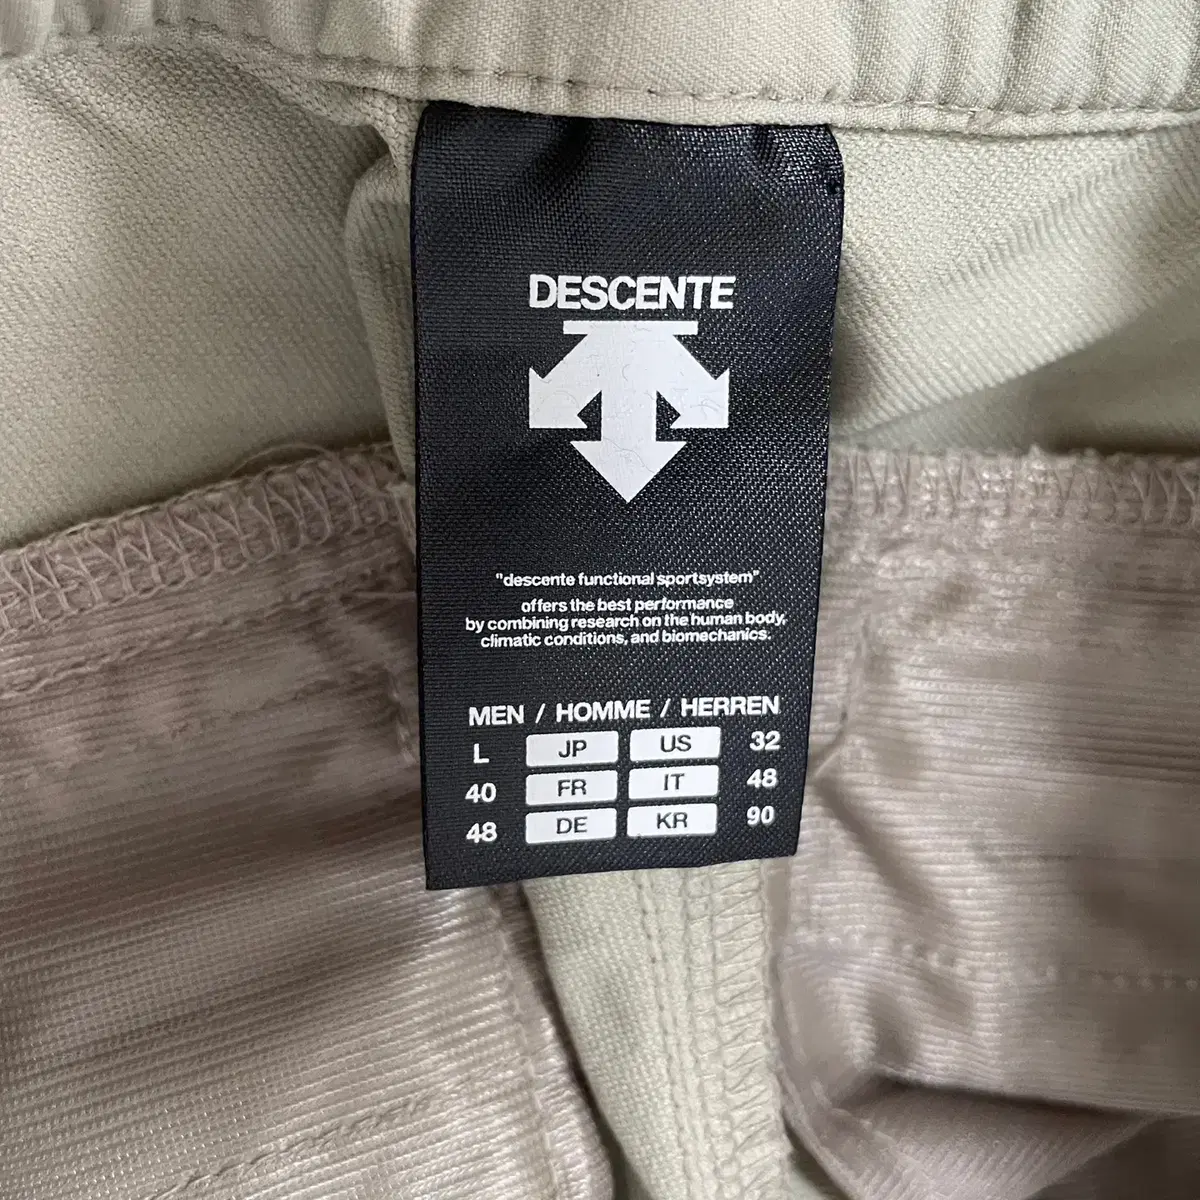 DESCENTE
"descente functional sportsystem"
offers the best performance
by combining research on the human body,
climatic conditions, and biomechanics.
MEN / HOMME / HERREN
L JP US 32
40 FR IT 48
48 DE KR 90